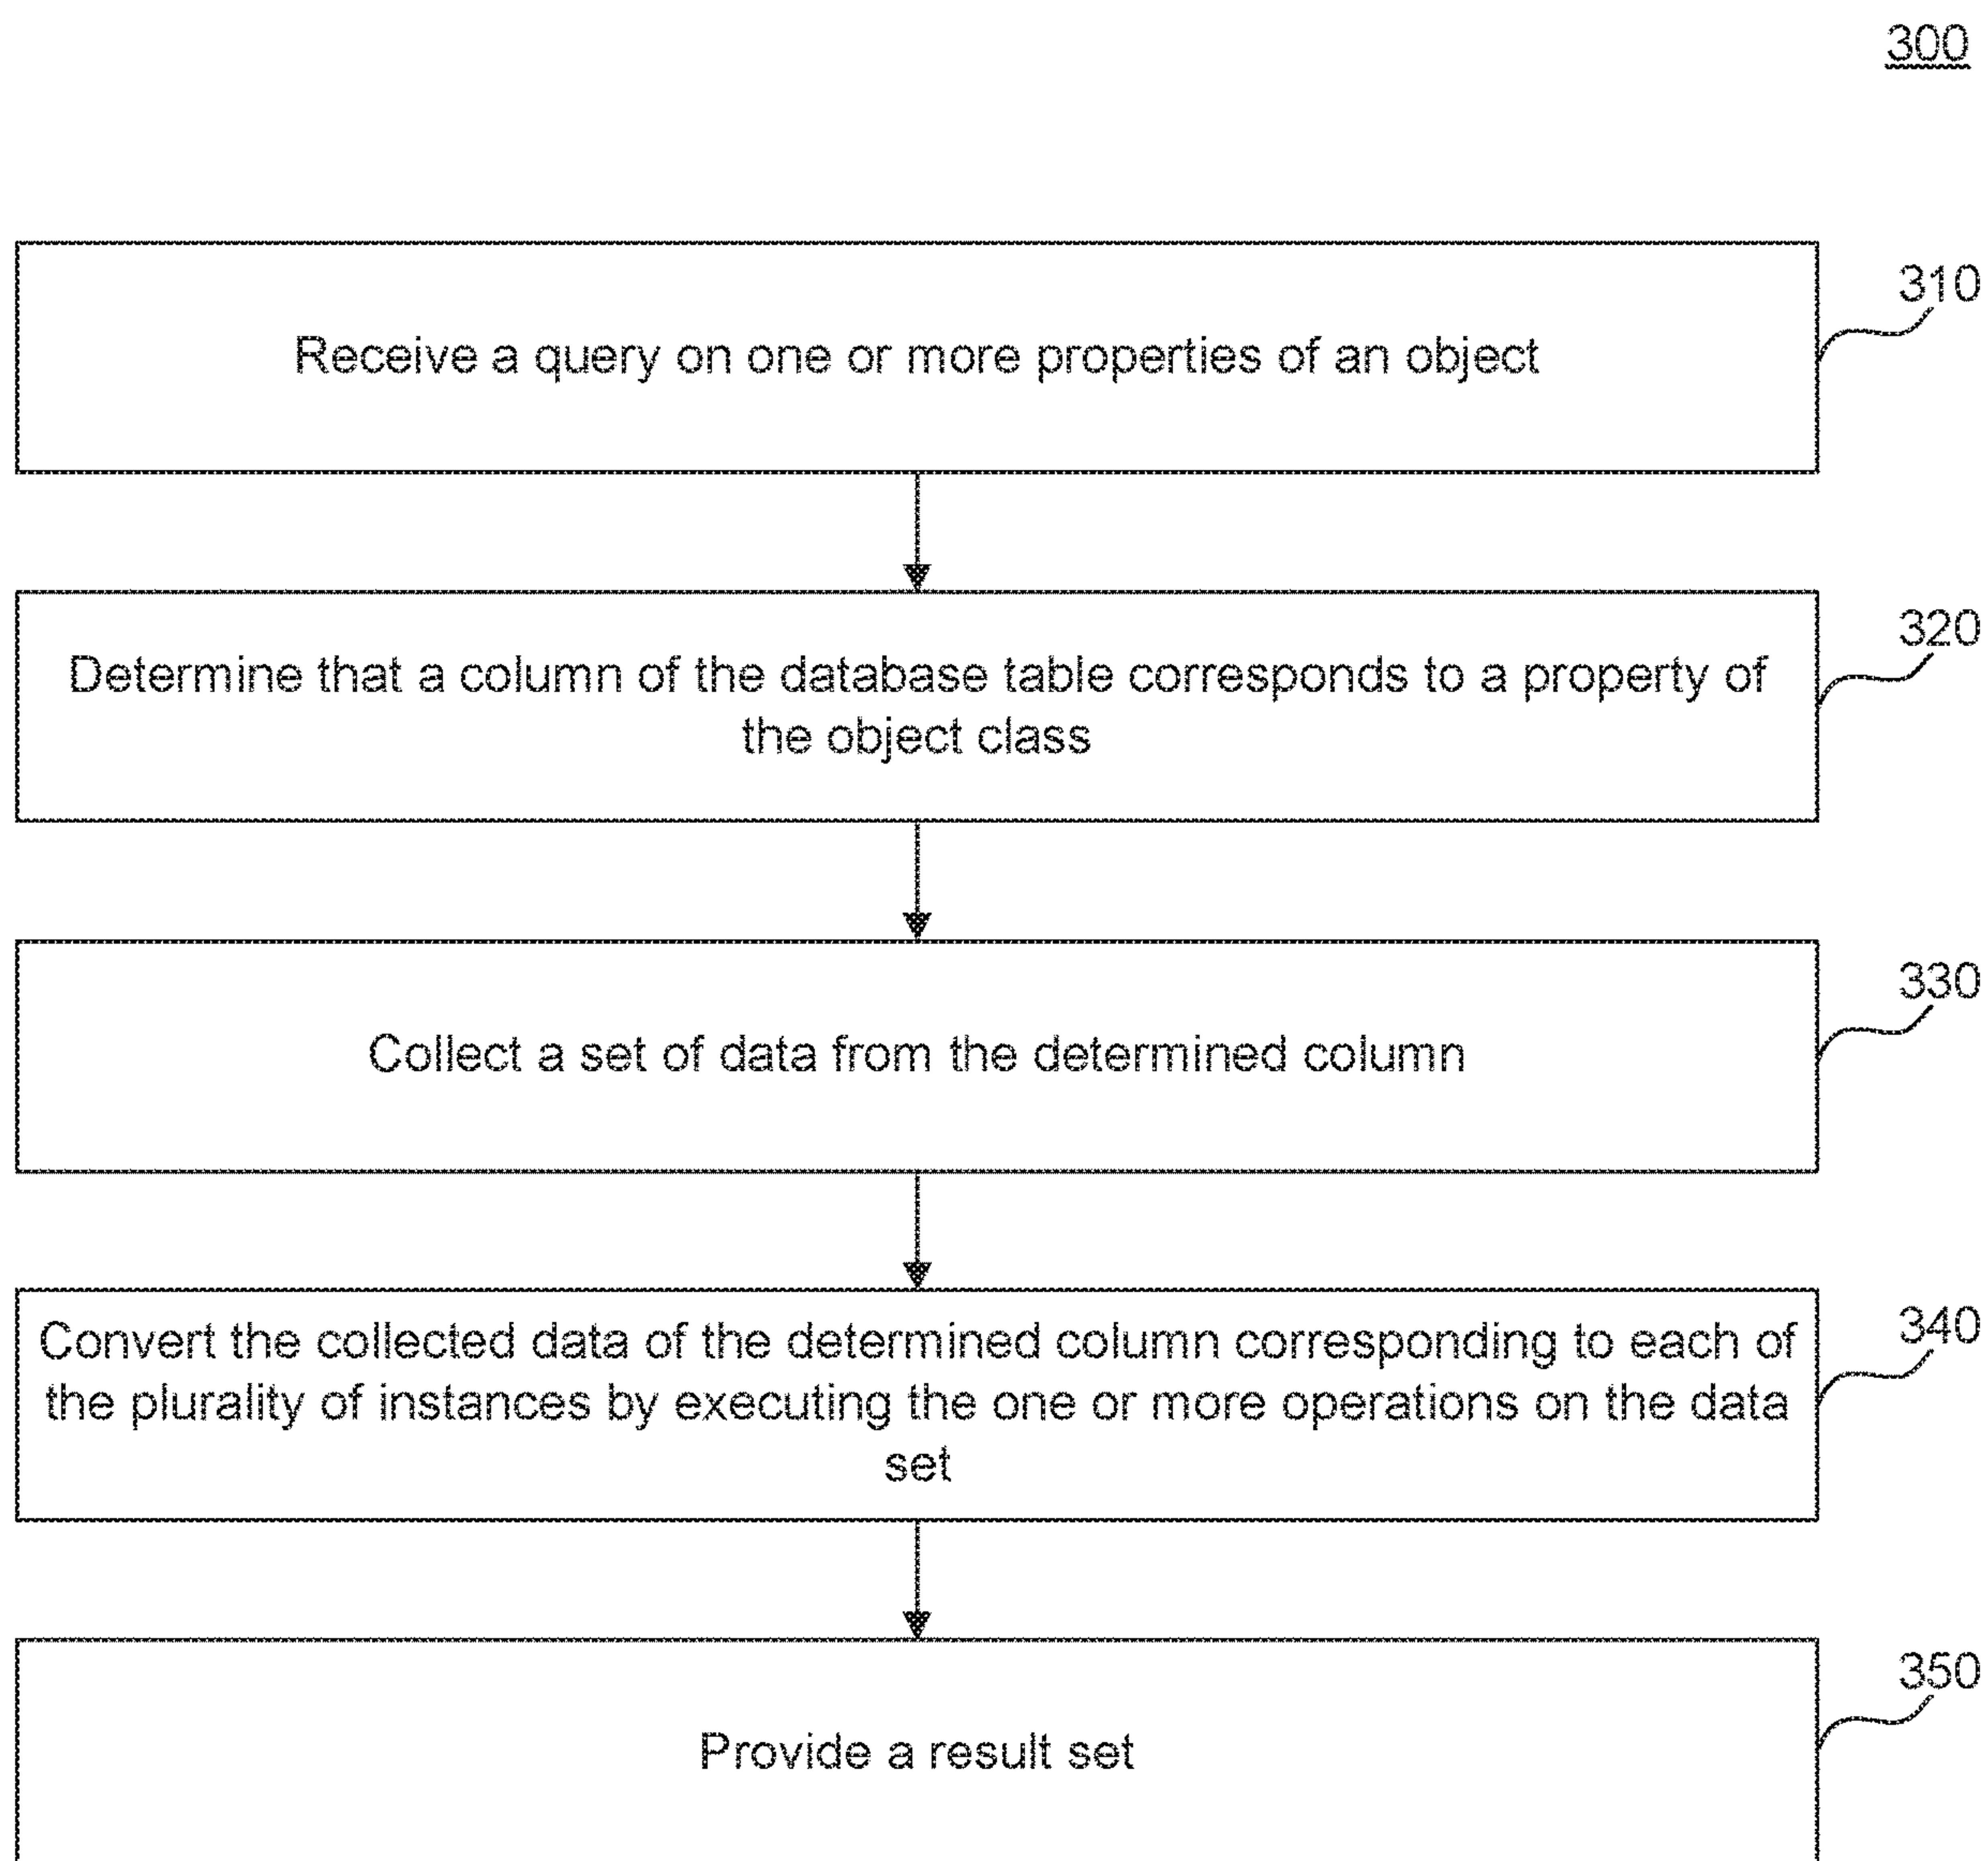 300
310
Receive a query on one or more properties of an object
320
Determine that a column of the database table corresponds to a property of
the object class
330
Collect a set of data from the determined column
340
Convert the collected data of the determined column corresponding to each of
the plurality of instances by executing the one or more operations on the data
set
350
Provide a result set